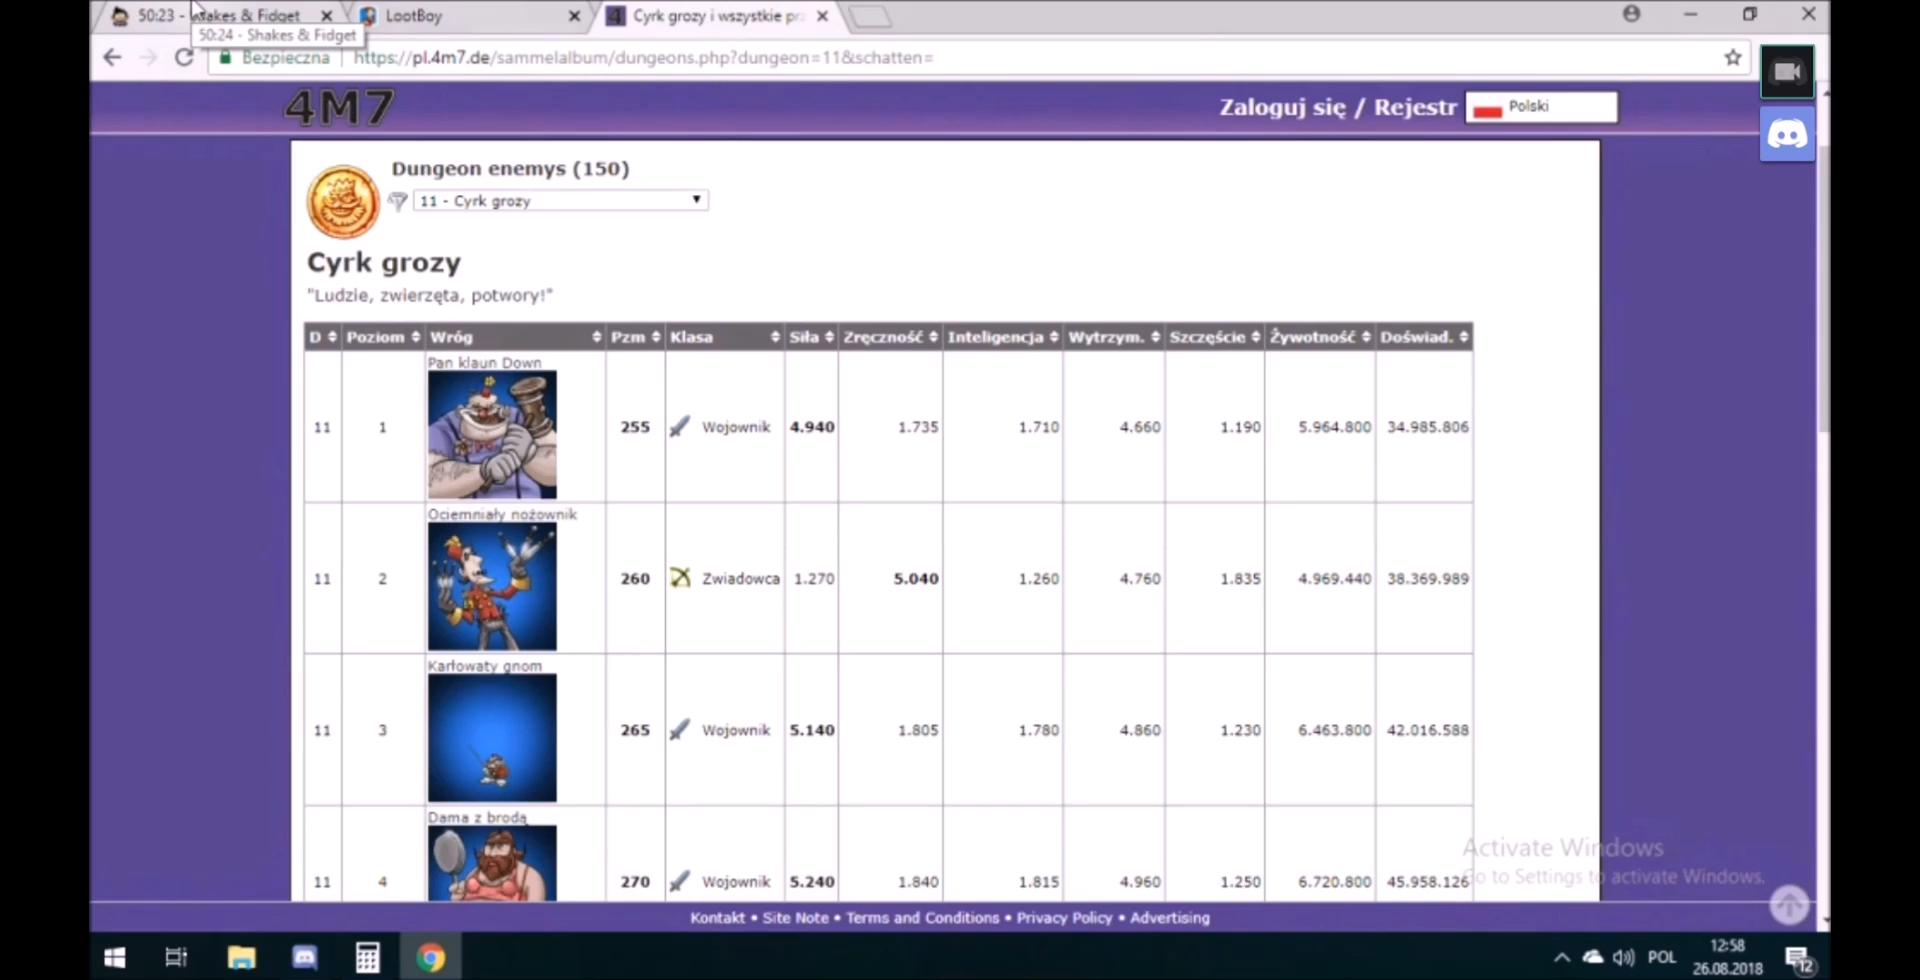 50:23 - Shakes & Fidget
LootBoy
Cyrk grozy i wszystkie prz
50:24 - Shakes & Fidget
Bezpieczna
https://pl.4m7.de/sammelalbum/dungeons.php?dungeon=11&schatten=
4M7
Zaloguj się / Rejestr
Polski
Dungeon enemys (150)
11 - Cyrk grozy
Cyrk grozy
"Ludzie, zwierzęta, potwory!"
D Poziom Wróg Pzm Klasa Siła Zręczność Inteligencja Wytrzym. Szczęście Żywotność Doświad.
Pan klaun Down
11 1 255 Wojownik 4.940 1.735 1.710 4.660 1.190 5.964.800 34.985.806
Ociemniały nożownik
11 2 260 Zwiadowca 1.270 5.040 1.260 4.760 1.835 4.969.440 38.369.989
Karłowaty gnom
11 3 265 Wojownik 5.140 1.805 1.780 4.860 1.230 6.463.800 42.016.588
Dama z brodą
11 4 270 Wojownik 5.240 1.840 1.815 4.960 1.250 6.720.800 45.958.126
Activate Windows
Go to Settings to activate Windows.
Kontakt • Site Note • Terms and Conditions • Privacy Policy • Advertising
POL
12:58
26.08.2018
12